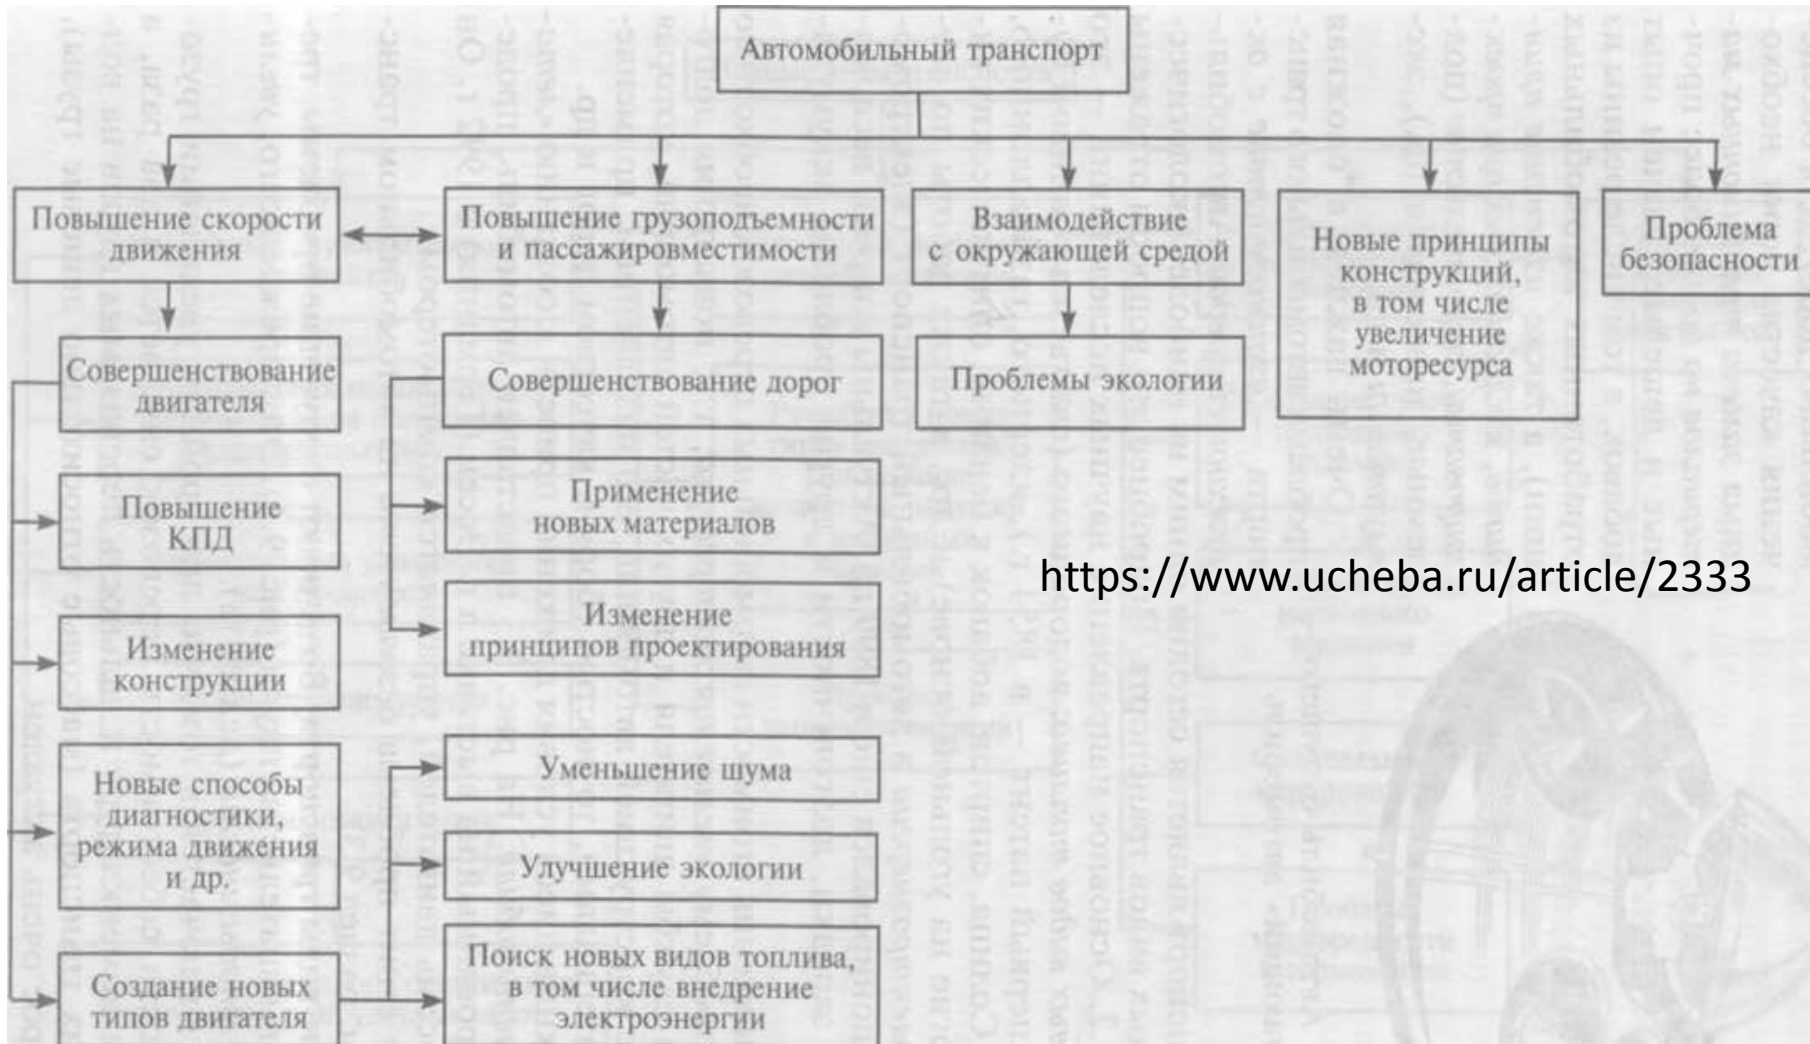 Автомобильный транспорт
Повышение скорости
движения
Повышение грузоподъемности
и пассажировместимости
Взаимодействие
с окружающей средой
Новые принципы
конструкций,
в том числе
увеличение
моторесурса
Проблема
безопасности
Совершенствование
двигателя
Совершенствование дорог
Проблемы экологии
Повышение
КПД
Применение
новых материалов
Изменение
конструкции
Изменение
принципов проектирования
https://www.ucheba.ru/article/2333
Новые способы
диагностики,
режима движения
и др.
Уменьшение шума
Улучшение экологии
Создание новых
типов двигателя
Поиск новых видов топлива,
в том числе внедрение
электроэнергии